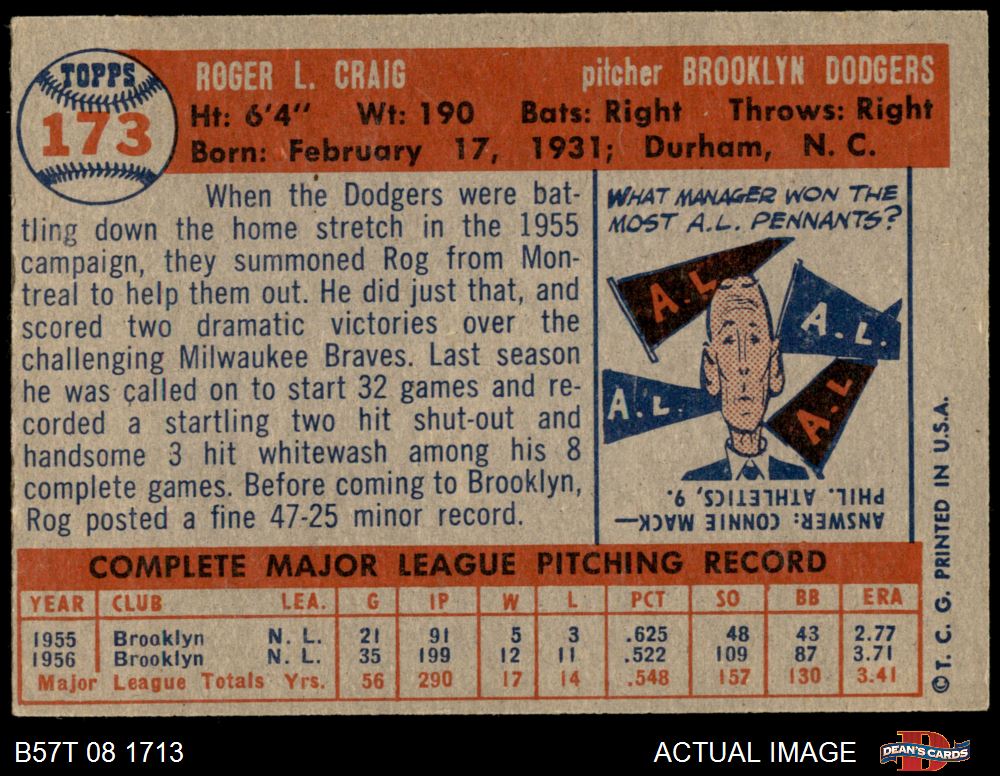 TOPPS
173
ROGER L. CRAIG pitcher BROOKLYN DODGERS
Ht: 6'4" Wt: 190 Bats: Right Throws: Right
Born: February 17, 1931; Durham, N. C.
When the Dodgers were bat-
tling down the home stretch in the 1955
campaign, they summoned Rog from Mon-
treal to help them out. He did just that, and
scored two dramatic victories over the
challenging Milwaukee Braves. Last season
he was called on to start 32 games and re-
corded a startling two hit shut-out and
handsome 3 hit whitewash among his 8
complete games. Before coming to Brooklyn,
Rog posted a fine 47-25 minor record.
WHAT MANAGER WON THE
MOST A.L. PENNANTS?
A.L.
A.L.
A.L.
A.L.
ANSWER: CONNIE MACK—
PHIL. ATHLETICS, 9.
COMPLETE MAJOR LEAGUE PITCHING RECORD
YEAR CLUB LEA. G IP W L PCT SO BB ERA
1955 Brooklyn N. L. 21 91 5 3 .625 48 43 2.77
1956 Brooklyn N. L. 35 199 12 11 .522 109 87 3.71
Major League Totals Yrs. 56 290 17 14 .548 157 130 3.41
© T. C. G. PRINTED IN U.S.A.
B57T 08 1713 ACTUAL IMAGE
D
DEAN'S CARDS